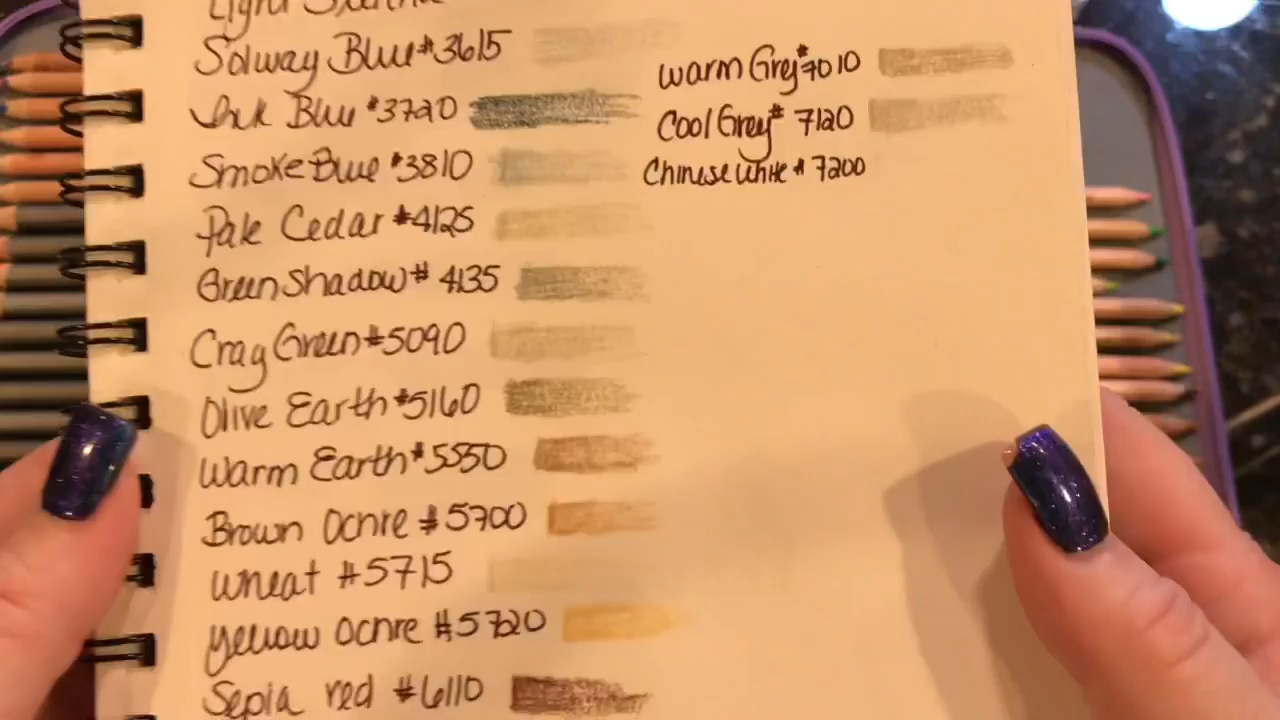 Light Sienna
Solway Blue #3615
Ink Blue #3720
Smoke Blue #3810
Pale Cedar #4125
Green Shadow # 4135
Crag Green #5090
Olive Earth #5160
Warm Earth #5550
Brown Ochre #5700
Wheat #5715
Yellow Ochre #5720
Sepia red #6110
Warm Grey #7010
Cool Grey # 7120
Chinese White # 7200